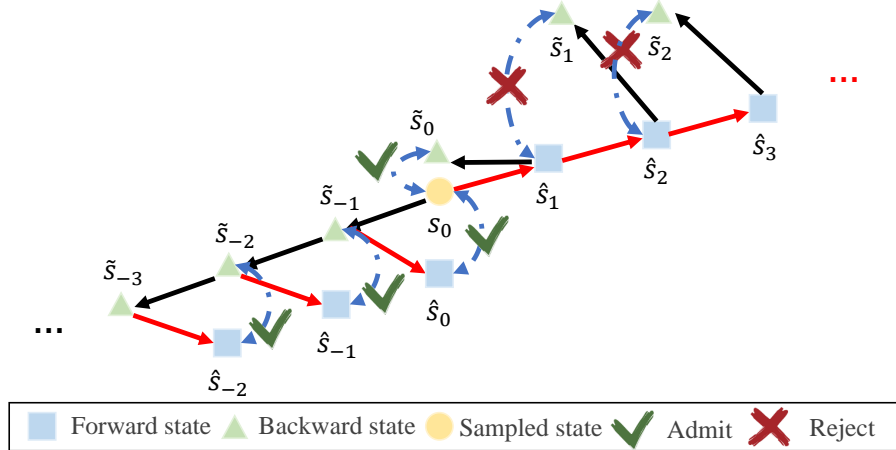 s̃₁
s̃₂
...
s̃₀
ŝ₃
ŝ₂
ŝ₁
s̃₋₁
s₀
s̃₋₂
s̃₋₃
ŝ₀
...
ŝ₋₁
ŝ₋₂
Forward state Backward state Sampled state Admit Reject